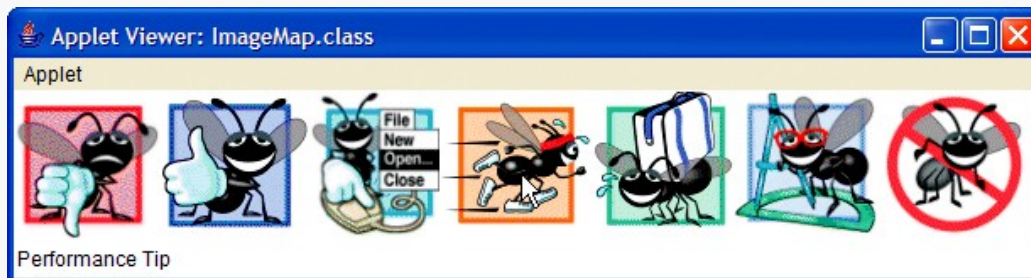 Applet Viewer: ImageMap.class
Applet
File
New
Open...
Close
Performance Tip